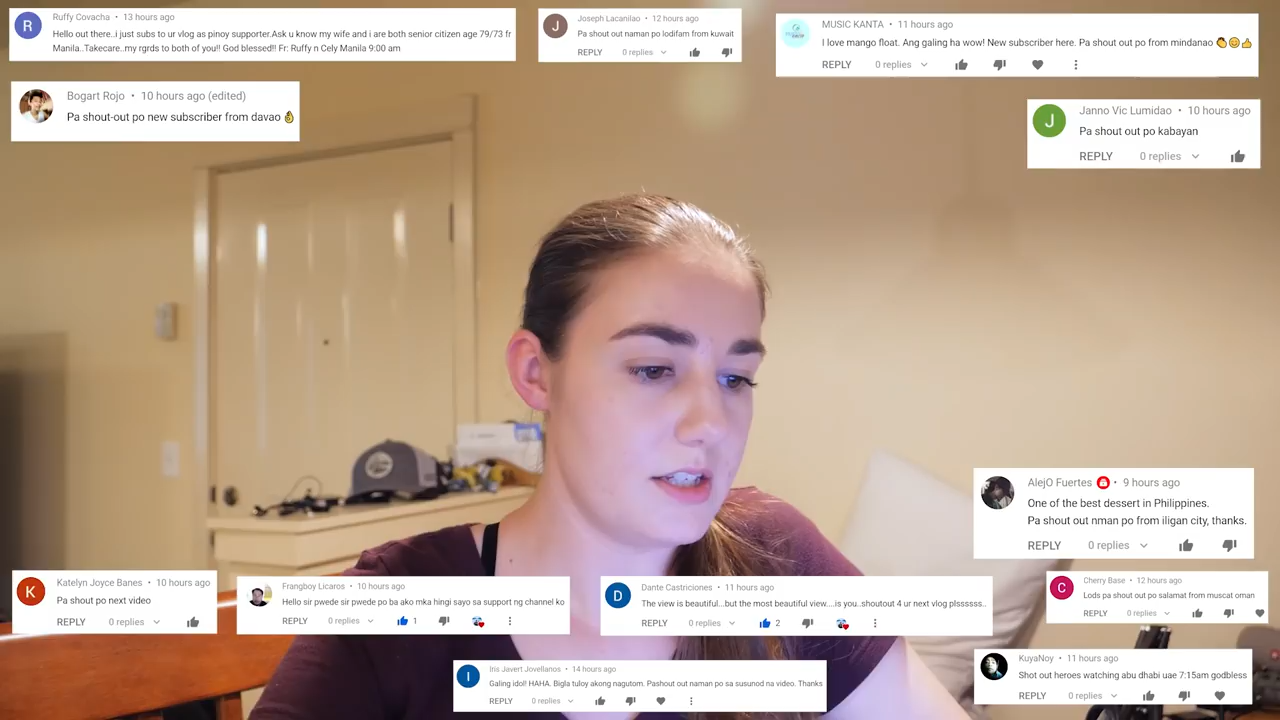 Ruffy Covacha • 13 hours ago
Hello out there..i just subs to ur vlog as pinoy supporter.Ask u know my wife and i are both senior citizen age 79/73 fr
Manila..Takecare..my rgrds to both of you!! God blessed!! Fr: Ruffy n Cely Manila 9:00 am
Joseph Lacanilao • 12 hours ago
Pa shout out naman po lodifam from kuwait
REPLY 0 replies
MUSIC KANTA • 11 hours ago
I love mango float. Ang galing ha wow! New subscriber here. Pa shout out po from mindanao 👏😊👍
REPLY 0 replies
Bogart Rojo • 10 hours ago (edited)
Pa shout-out po new subscriber from davao 👌
Janno Vic Lumidao • 10 hours ago
Pa shout out po kabayan
REPLY 0 replies
AlejO Fuertes • 9 hours ago
One of the best dessert in Philippines.
Pa shout out nman po from iligan city, thanks.
REPLY 0 replies
Katelyn Joyce Banes • 10 hours ago
Pa shout po next video
REPLY 0 replies
Frangboy Licaros • 10 hours ago
Hello sir pwede sir pwede po ba ako mka hingi sayo sa support ng channel ko
REPLY 0 replies 1
Dante Castriciones • 11 hours ago
The view is beautiful...but the most beautiful view....is you..shoutout 4 ur next vlog plssssss..
REPLY 0 replies 2
Cherry Base • 12 hours ago
Lods pa shout out po salamat from muscat oman
REPLY 0 replies
Iris Javert Jovellanos • 14 hours ago
Galing idol! HAHA. Bigla tuloy akong nagutom. Pashout out naman po sa susunod na video. Thanks
REPLY 0 replies
KuyaNoy • 11 hours ago
Shot out heroes watching abu dhabi uae 7:15am godbless
REPLY 0 replies
R
J
J
K
D
C
I